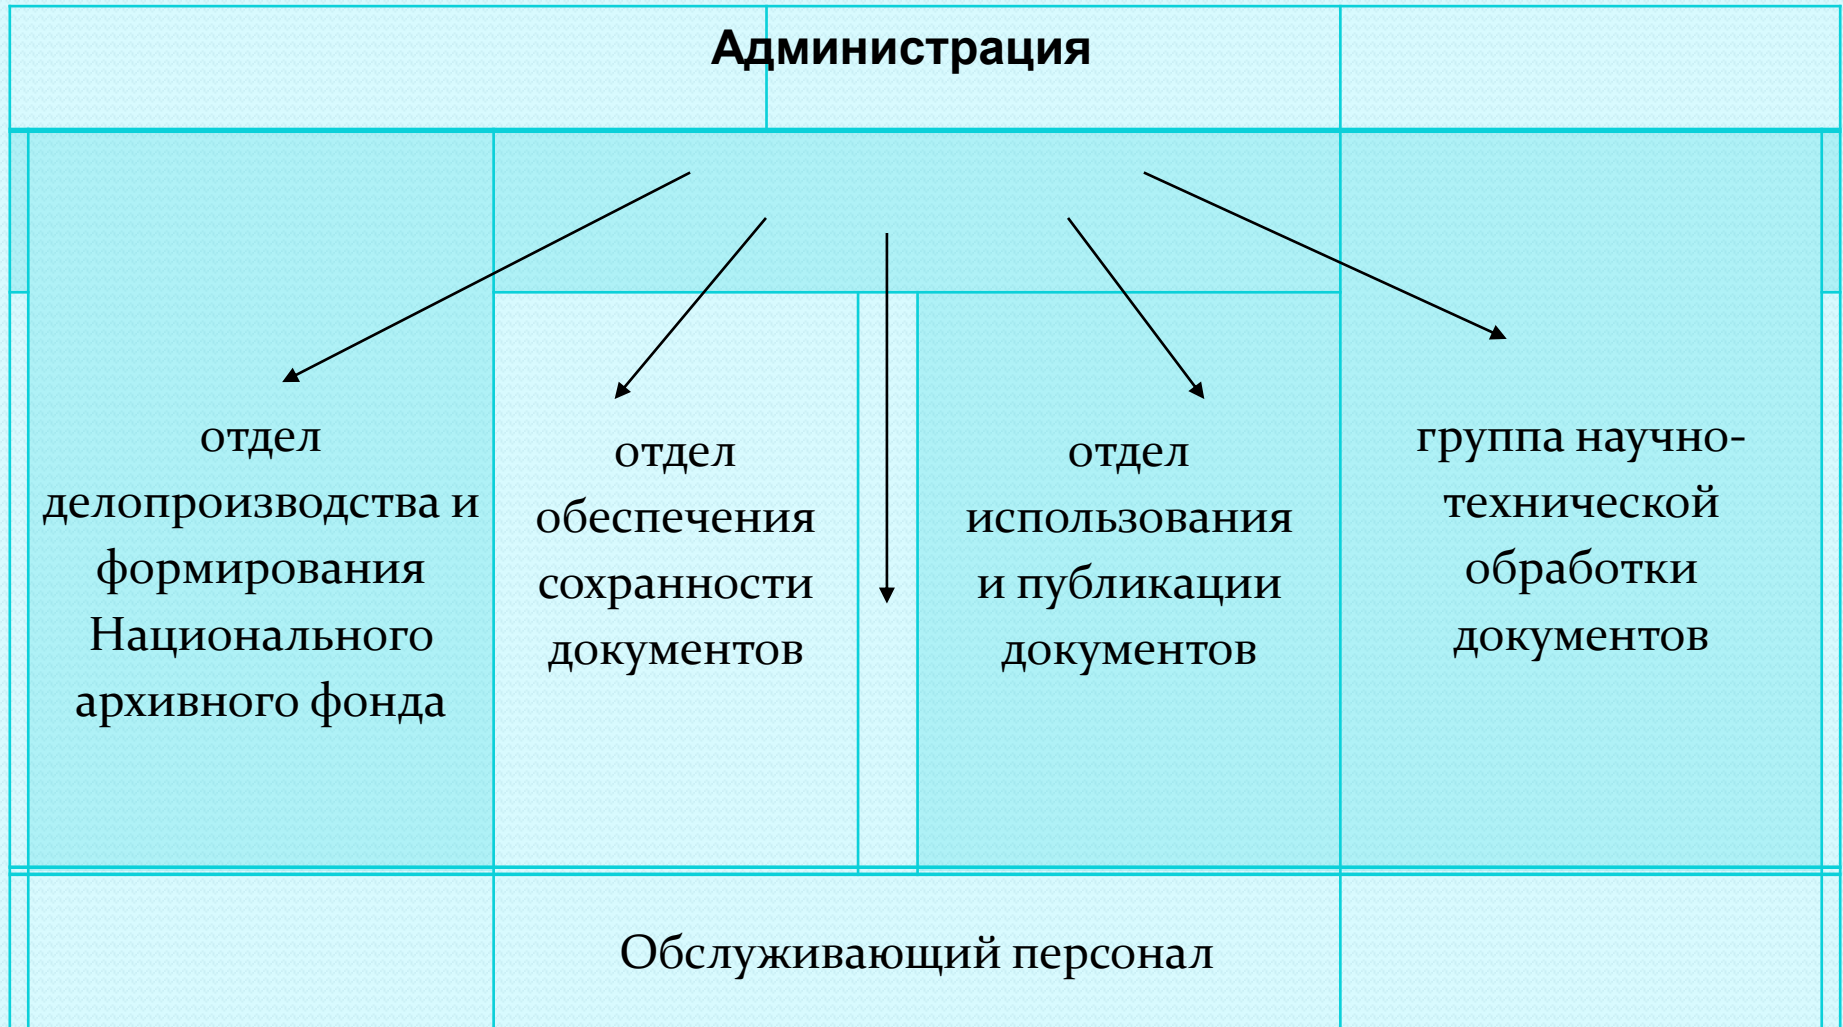 Администрация
отдел
делопроизводства и
формирования
Национального
архивного фонда
отдел
обеспечения
сохранности
документов
отдел
использования
и публикации
документов
группа научно-
технической
обработки
документов
Обслуживающий персонал